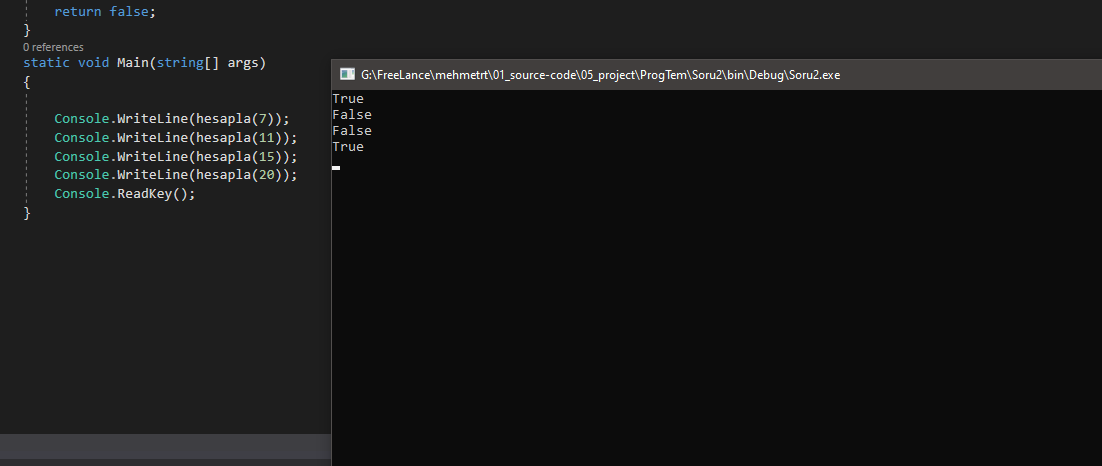 return false;
}
0 references
static void Main(string[] args)
{
Console.WriteLine(hesapla(7));
Console.WriteLine(hesapla(11));
Console.WriteLine(hesapla(15));
Console.WriteLine(hesapla(20));
Console.ReadKey();
}
G:\FreeLance\mehmetrt\01_source-code\05_project\ProgTem\Soru2\bin\Debug\Soru2.exe
True
False
False
True